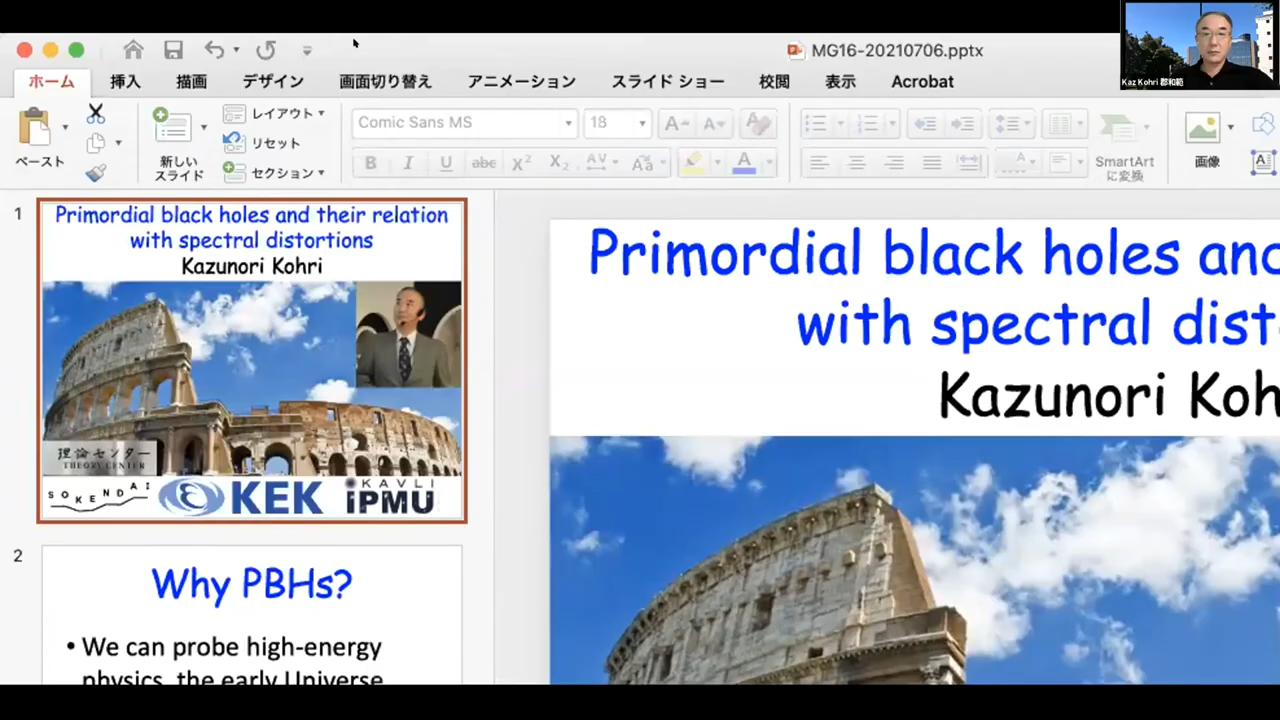 MG16-20210706.pptx
Kaz Kohri 郡和範
ホーム 挿入 描画 デザイン 画面切り替え アニメーション スライド ショー 校閲 表示 Acrobat
ペースト
新しい
スライド
レイアウト
リセット
セクション
Comic Sans MS 18
B I U abc X² X₂ AV Aa A
SmartArt
に変換
画像
1
Primordial black holes and their relation
with spectral distortions
Kazunori Kohri
理論センター
THEORY CENTER
SOKENDAI
KEK
KAVLI
IPMU
2
Why PBHs?
• We can probe high-energy
physics, the early Universe
Primordial black holes and
with spectral dist
Kazunori Koh